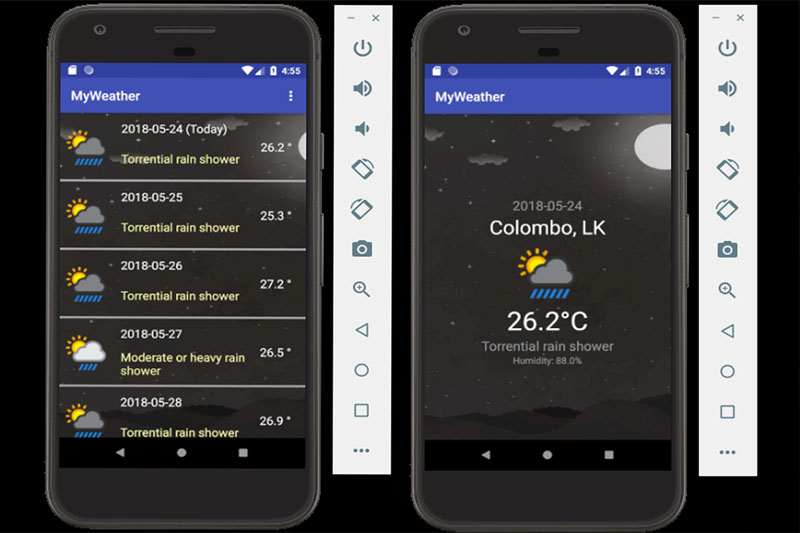 4:55
MyWeather
2018-05-24 (Today)
Torrential rain shower
26.2 °
2018-05-25
Torrential rain shower
25.3 °
2018-05-26
Torrential rain shower
27.2 °
2018-05-27
Moderate or heavy rain
shower
26.5 °
2018-05-28
Torrential rain shower
26.9 °
4:55
MyWeather
2018-05-24
Colombo, LK
26.2°C
Torrential rain shower
Humidity: 88.0%